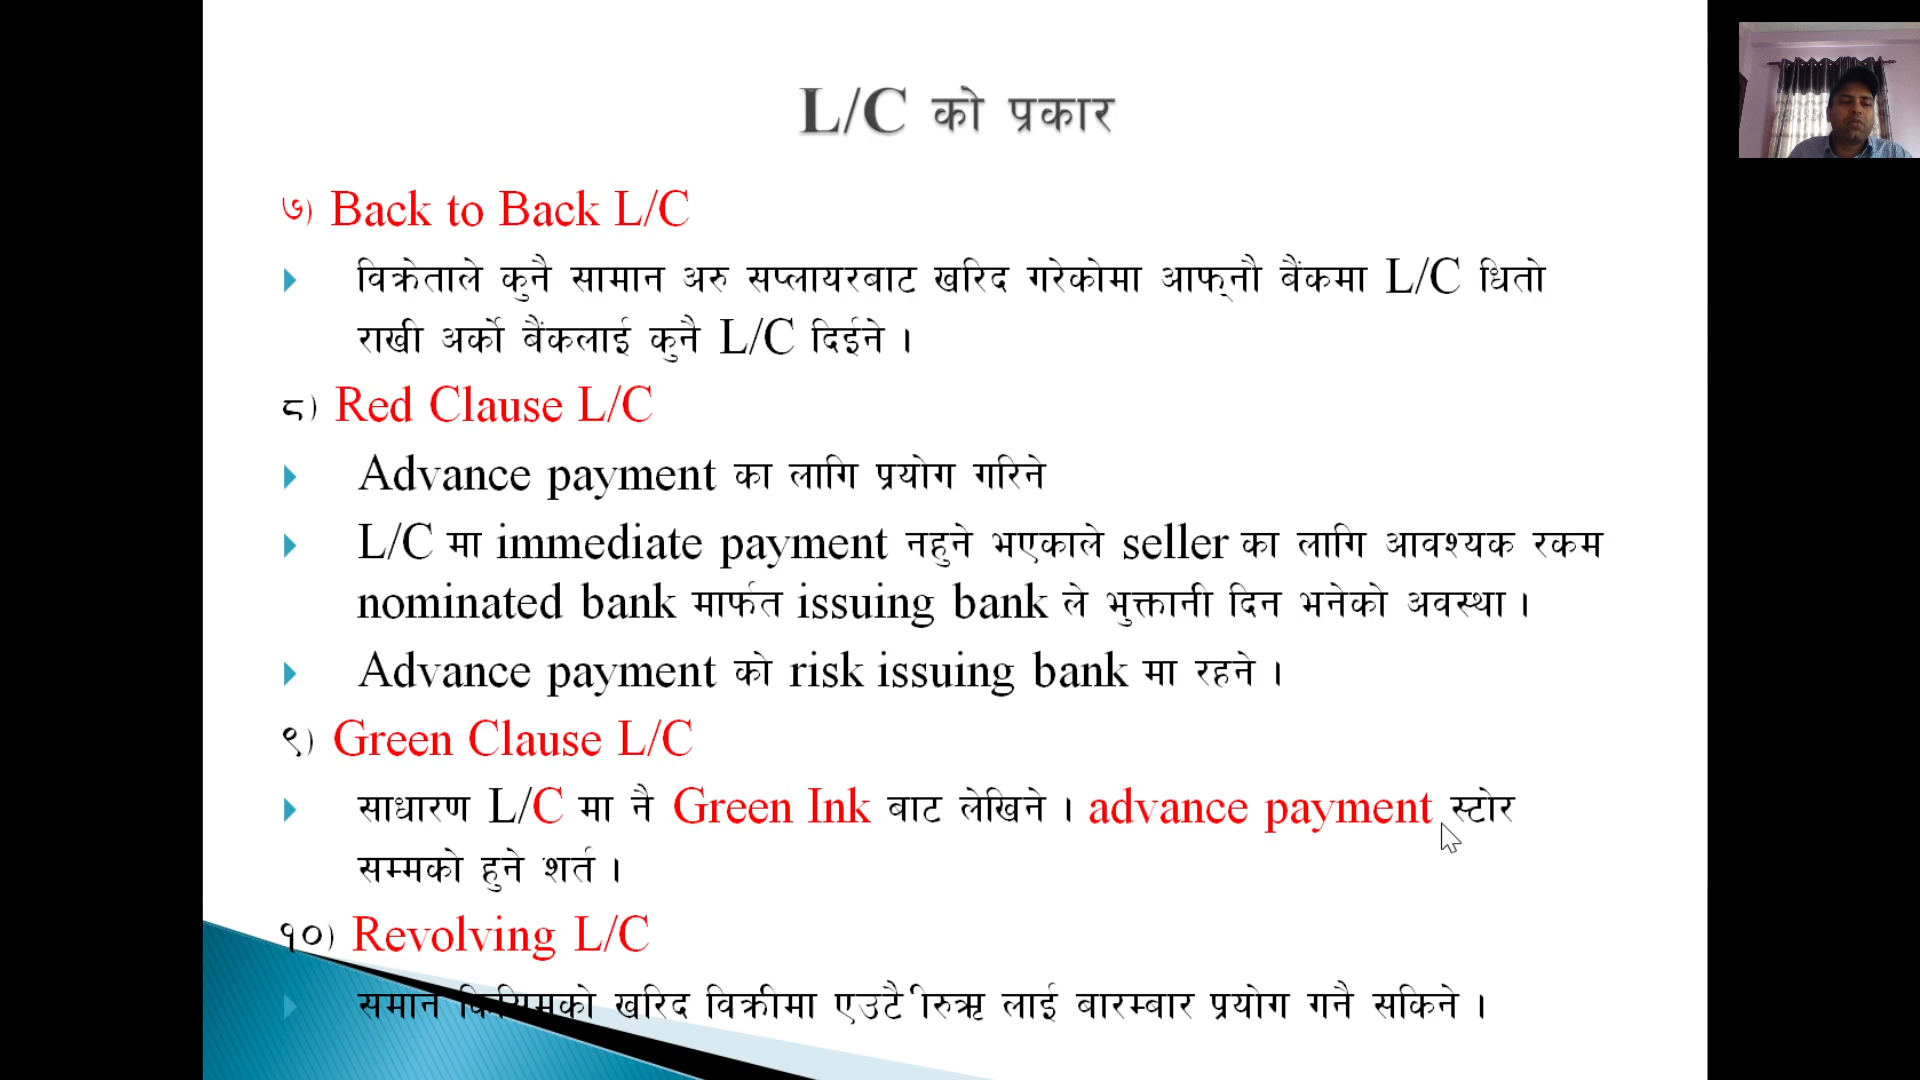 L/C को प्रकार
७) Back to Back L/C
विक्रेताले कुनै सामान अरु सप्लायरबाट खरिद गरेकोमा आफ्नौ बैंकमा L/C धितो
राखी अर्को बैंकलाई कुनै L/C दिईने ।
८) Red Clause L/C
Advance payment का लागि प्रयोग गरिने
L/C मा immediate payment नहुने भएकाले seller का लागि आवश्यक रकम
nominated bank मार्फत issuing bank ले भुक्तानी दिन भनेको अवस्था ।
Advance payment को risk issuing bank मा रहने ।
९) Green Clause L/C
साधारण L/C मा नै Green Ink बाट लेखिने । advance payment स्टोर
सम्मको हुने शर्त ।
१०) Revolving L/C
समान किसिमको खरिद विक्रीमा एउटै लाई बारम्बार प्रयोग गनै सकिने ।